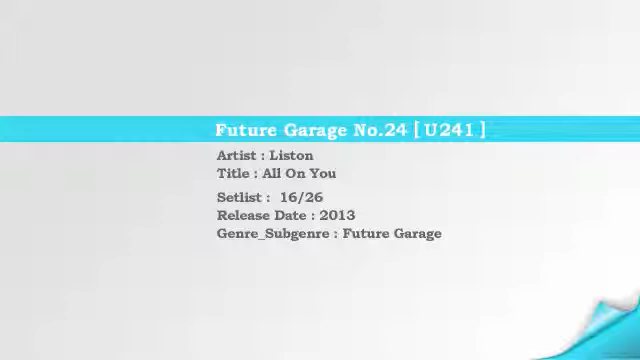 Future Garage No.24 [ U241 ]
Artist : Liston
Title : All On You
Setlist :  16/26
Release Date : 2013
Genre_Subgenre : Future Garage